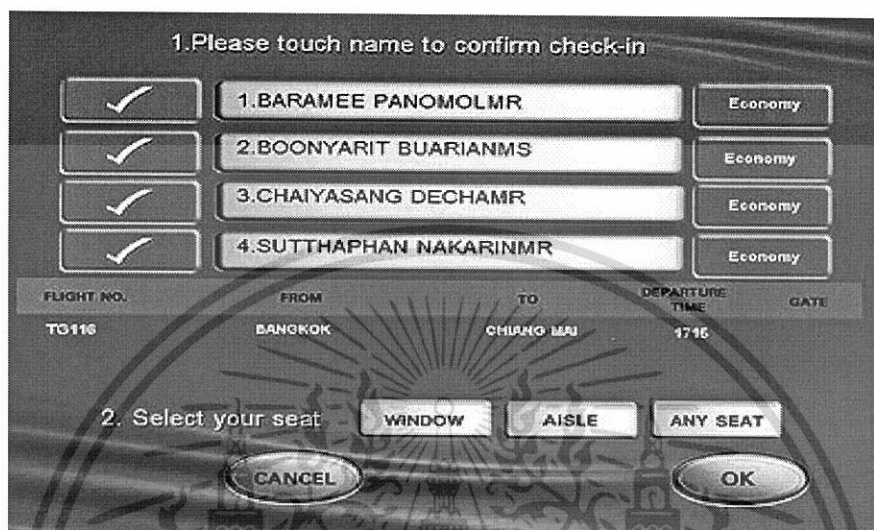 1.Please touch name to confirm check-in
1.BARAMEE PANOMOLMR Economy
2.BOONYARIT BUARIANMS Economy
3.CHAIYASANG DECHAMR Economy
4.SUTTHAPHAN NAKARINMR Economy
FLIGHT NO. FROM TO DEPARTURE TIME GATE
TG116 BANGKOK CHIANG MAI 1715
2. Select your seat WINDOW AISLE ANY SEAT
CANCEL OK